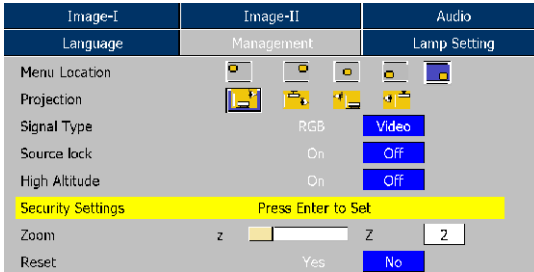 Image-I Image-II Audio
Language Management Lamp Setting
Menu Location
Projection
Signal Type RGB Video
Source lock On Off
High Altitude On Off
Security Settings Press Enter to Set
Zoom z Z 2
Reset Yes No